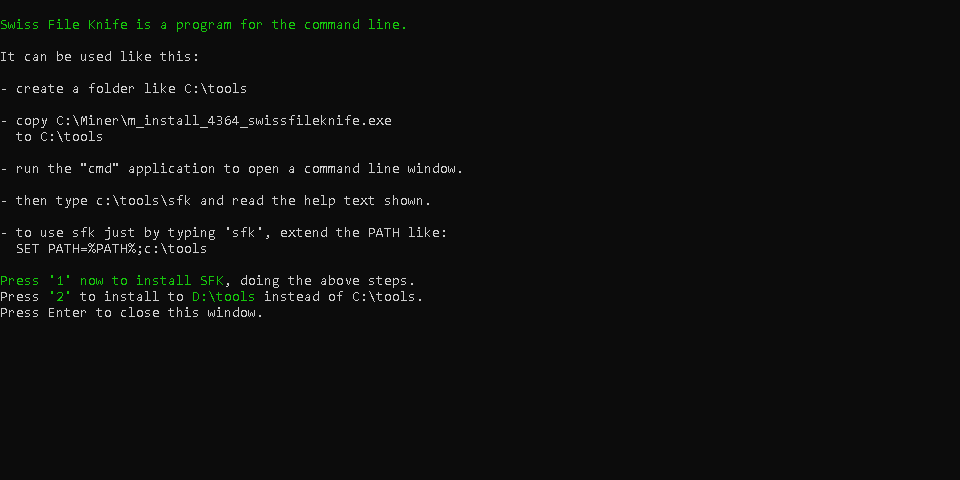 Swiss File Knife is a program for the command line.
It can be used like this:
- create a folder like C:\tools
- copy C:\Miner\m_install_4364_swissfileknife.exe
  to C:\tools
- run the "cmd" application to open a command line window.
- then type c:\tools\sfk and read the help text shown.
- to use sfk just by typing 'sfk', extend the PATH like:
  SET PATH=%PATH%;c:\tools
Press '1' now to install SFK, doing the above steps.
Press '2' to install to D:\tools instead of C:\tools.
Press Enter to close this window.